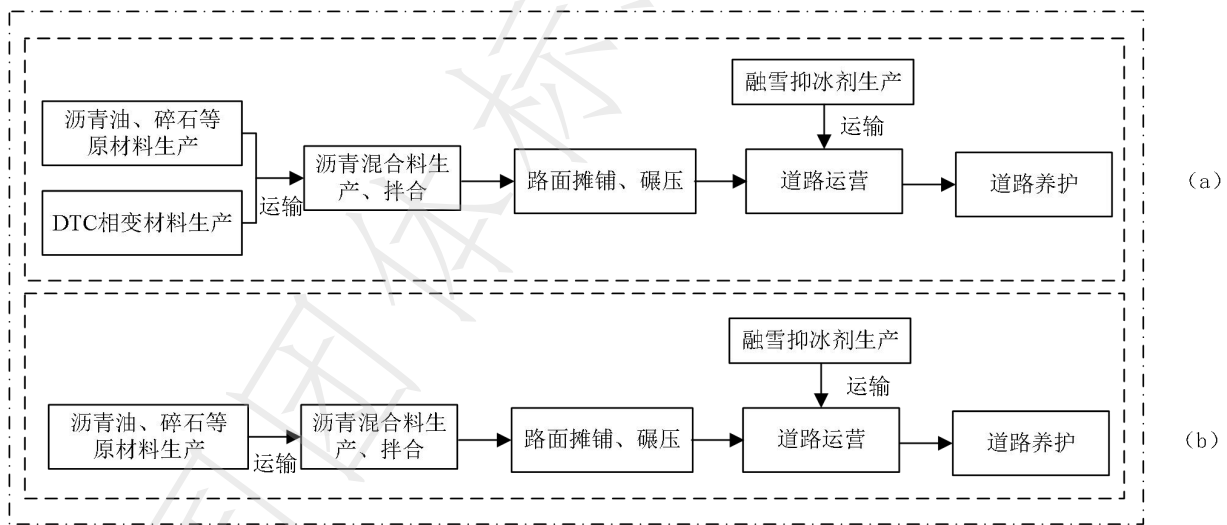 融雪抑冰剂生产
运输
沥青油、碎石等
原材料生产
DTC相变材料生产
运输
沥青混合料生
产、拌合
路面摊铺、碾压
道路运营
道路养护
(a)
融雪抑冰剂生产
运输
沥青油、碎石等
原材料生产
运输
沥青混合料生
产、拌合
路面摊铺、碾压
道路运营
道路养护
(b)
团体标